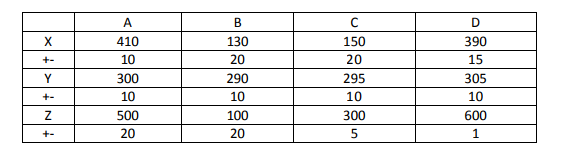 A B C D
X 410 130 150 390
+- 10 20 20 15
Y 300 290 295 305
+- 10 10 10 10
Z 500 100 300 600
+- 20 20 5 1